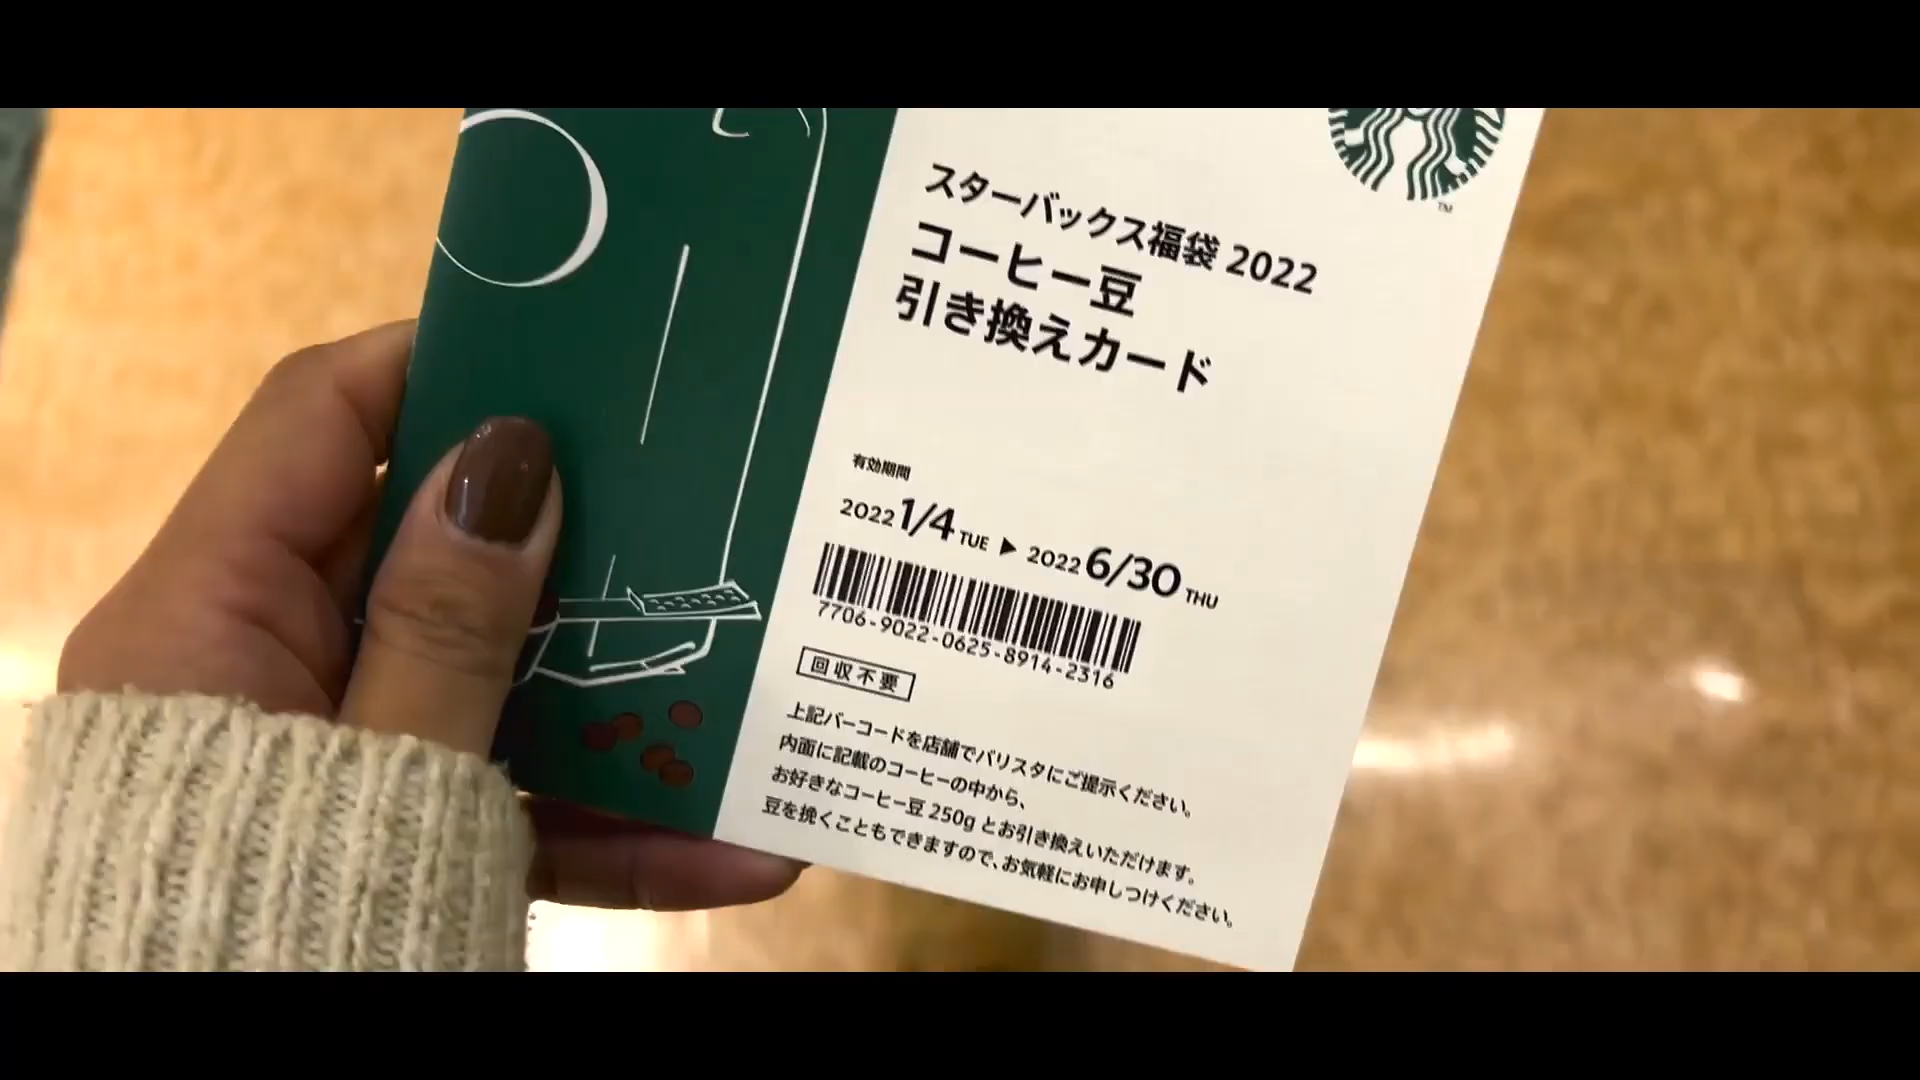 TM
スターバックス福袋 2022
コーヒー豆
引き換えカード
有効期間
2022 1/4 TUE ▶ 2022 6/30 THU
7706-9022-0625-8914-2316
回収不要
上記バーコードを店舗でバリスタにご提示ください。
内面に記載のコーヒーの中から、
お好きなコーヒー豆 250g とお引き換えいただけます。
豆を挽くこともできますので、お気軽にお申しつけください。